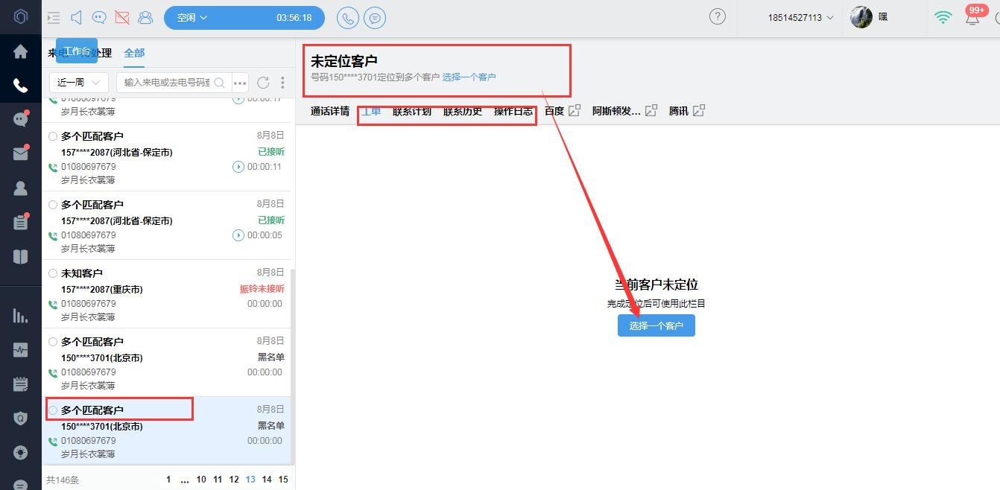 空闲 03:56:18
18514527113
嘿
99+
工作台
来电 待处理 全部
近一周
输入来电或去电号码查
00:00:17
岁月长衣裳薄
多个匹配客户 8月8日
157****2087(河北省-保定市) 已接听
01080697679 00:00:11
岁月长衣裳薄
多个匹配客户 8月8日
157****2087(河北省-保定市) 已接听
01080697679 00:00:05
岁月长衣裳薄
未知客户 8月8日
157****2087(重庆市) 振铃未接听
01080697679 00:00:00
岁月长衣裳薄
多个匹配客户 8月8日
150****3701(北京市) 黑名单
01080697679 00:00:00
岁月长衣裳薄
多个匹配客户 8月8日
150****3701(北京市) 黑名单
01080697679 00:00:00
岁月长衣裳薄
共146条 1 ... 10 11 12 13 14 15
未定位客户
号码150****3701定位到多个客户 选择一个客户
通话详情 工单 联系计划 联系历史 操作日志 百度 阿斯顿发... 腾讯
当前客户未定位
完成定位后可使用此栏目
选择一个客户